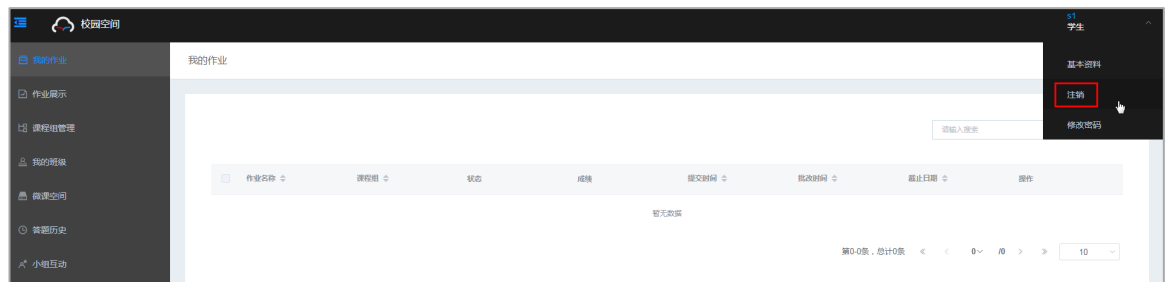 校园空间
s1
学生
我的作业
作业展示
课程组管理
我的班级
微课空间
答题历史
小组互动
我的作业
基本资料
注销
修改密码
请输入搜索
作业名称 课程组 状态 成绩 提交时间 批改时间 截止日期 操作
暂无数据
第0-0条，总计0条 « < 0 /0 > » 10